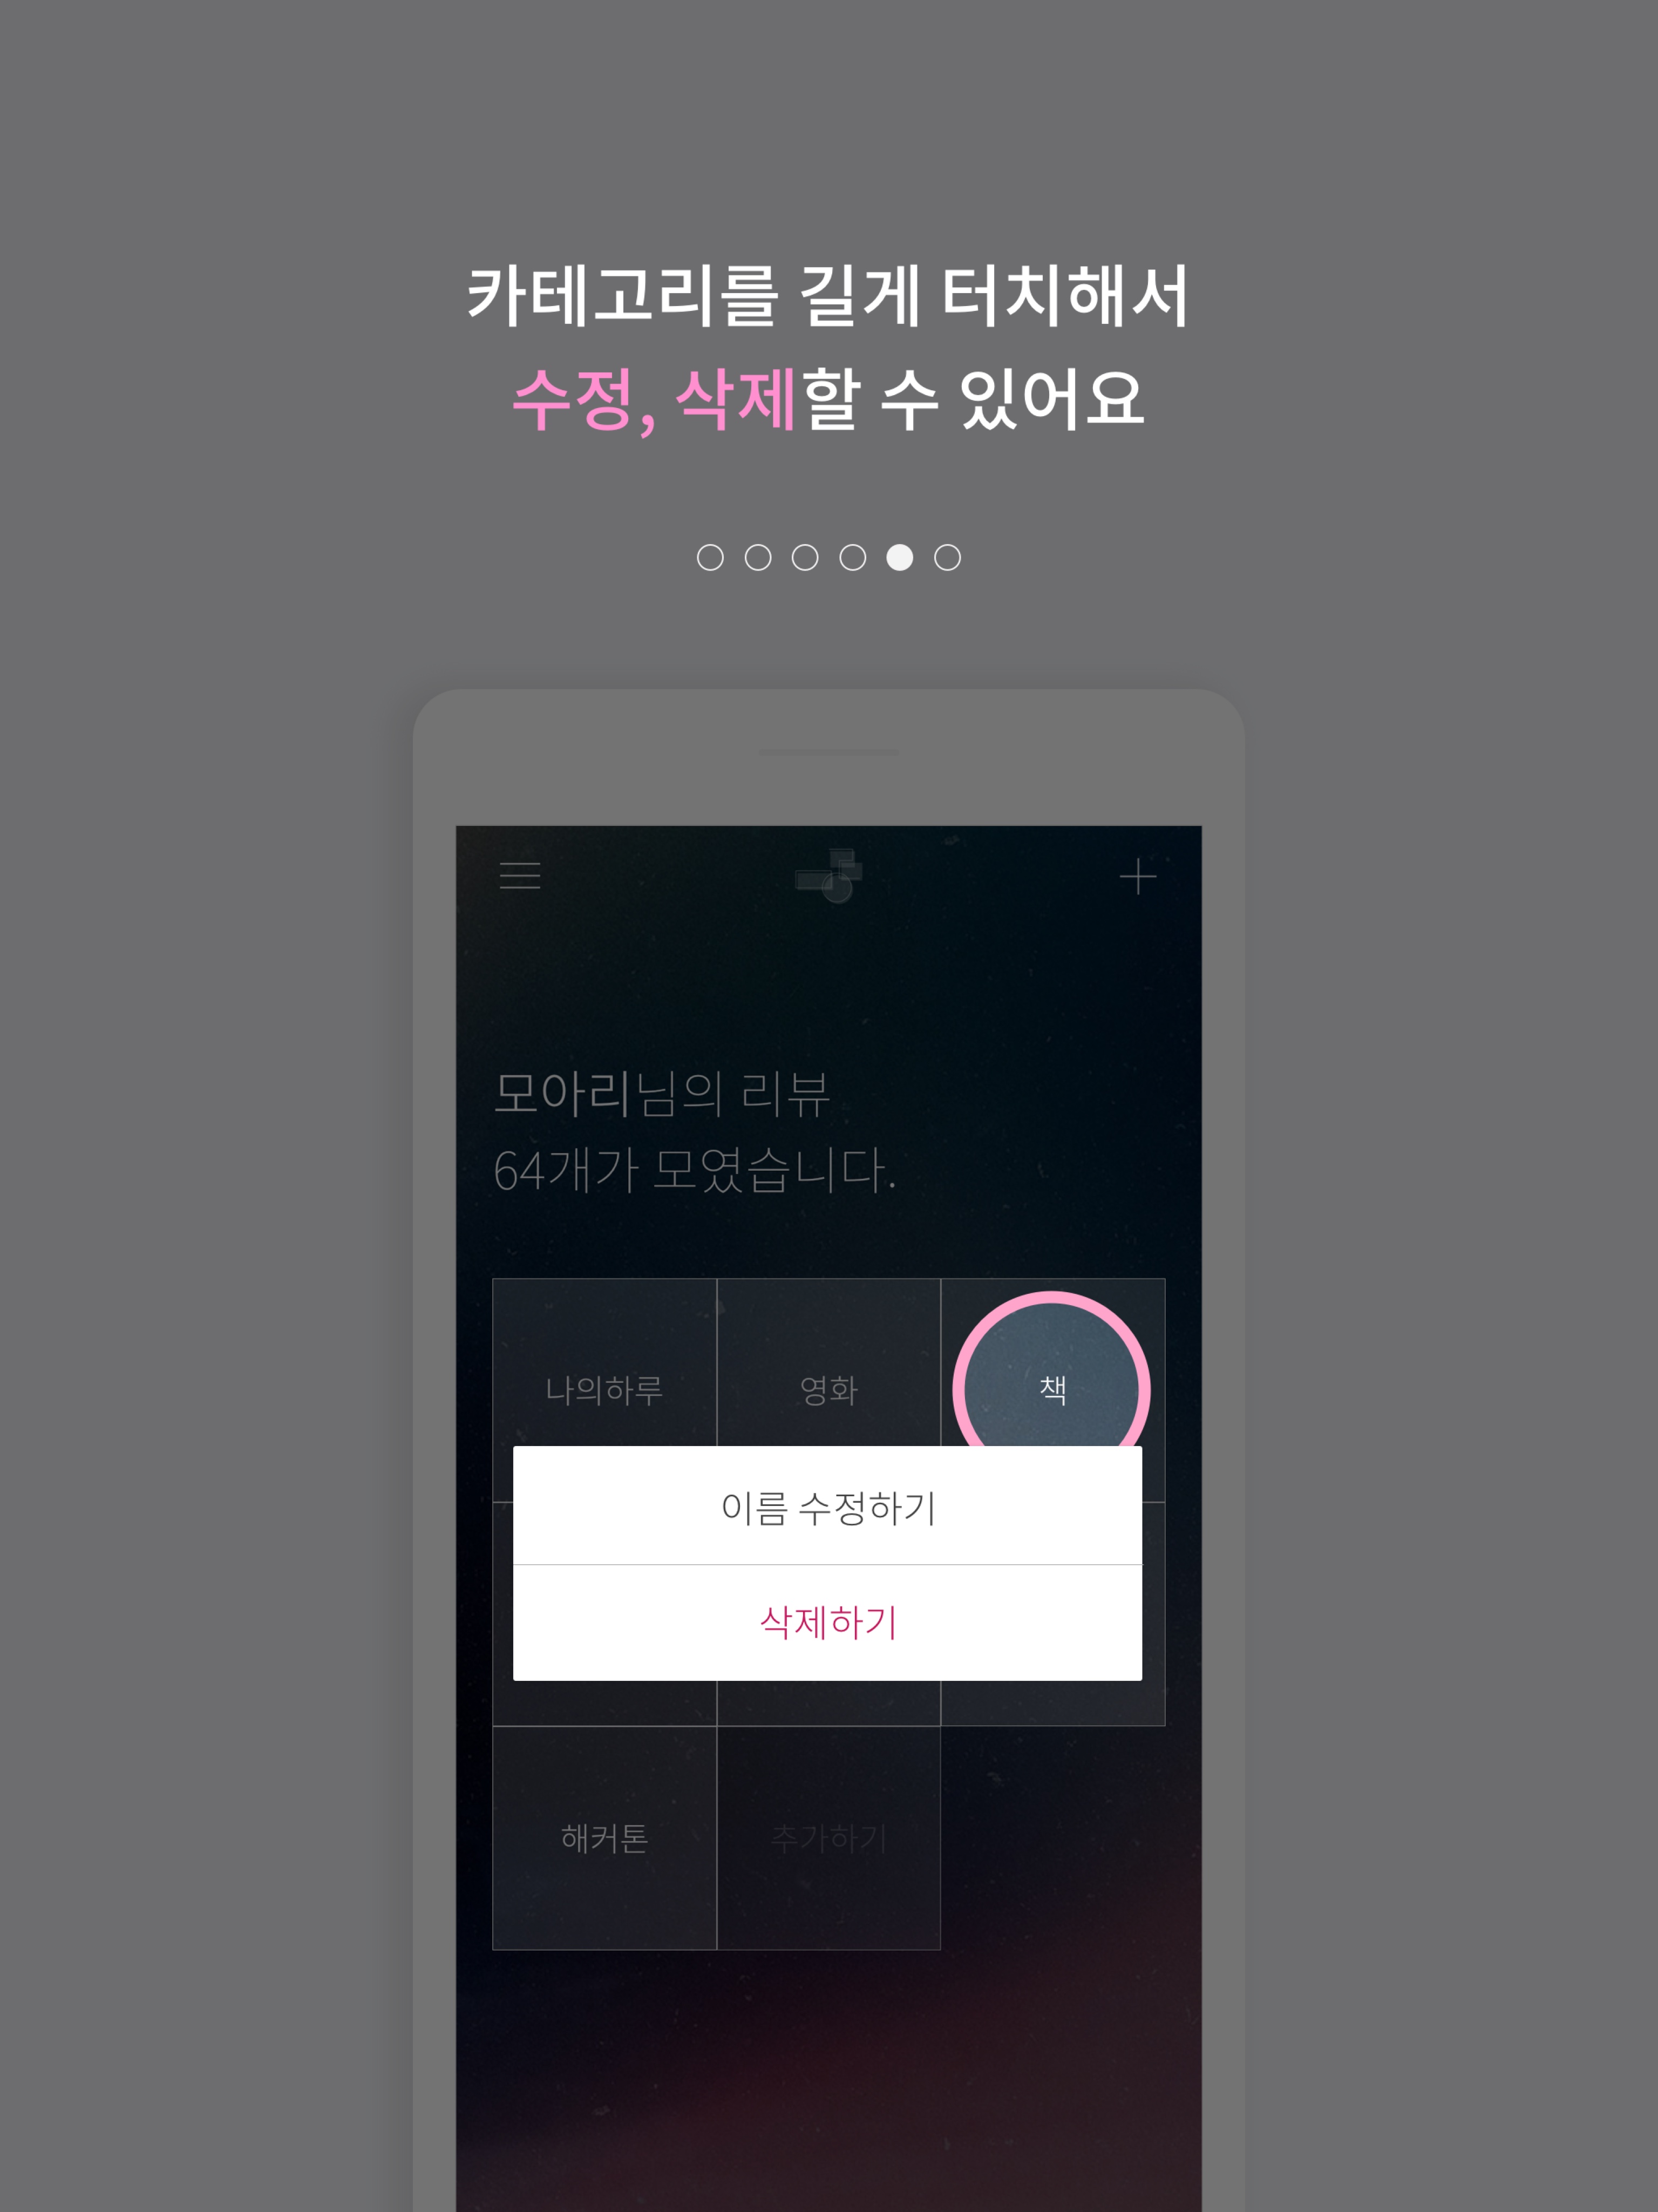 카테고리를 길게 터치해서
수정, 삭제할 수 있어요
모아리님의 리뷰
64개가 모였습니다.
나의하루
영화
책
이름 수정하기
삭제하기
해커톤
추가하기